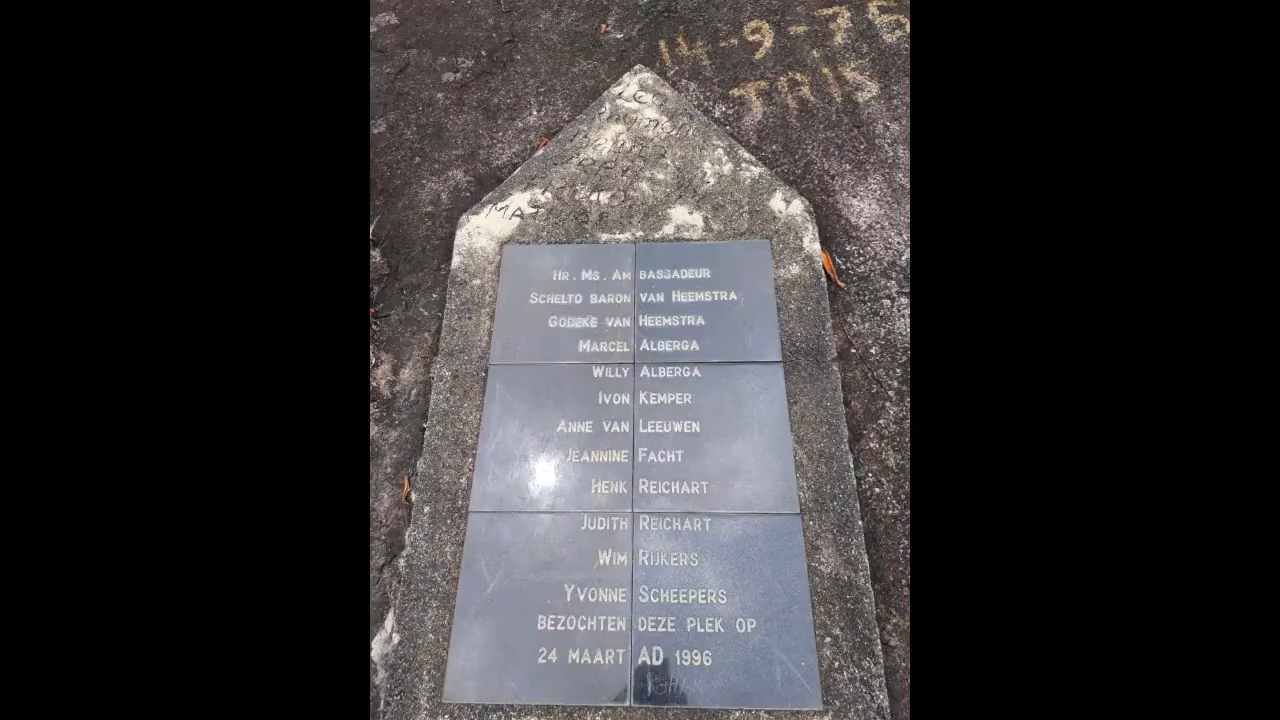 14-9-75
TRIS
HR. MS. AMBASSADEUR
SCHELTO BARON VAN HEEMSTRA
GODEKE VAN HEEMSTRA
MARCEL ALBERGA
WILLY ALBERGA
IVON KEMPER
ANNE VAN LEEUWEN
JEANNINE FACHT
HENK REICHART
JUDITH REICHART
WIM RIJKERS
YVONNE SCHEEPERS
BEZOCHTEN DEZE PLEK OP
24 MAART AD 1996